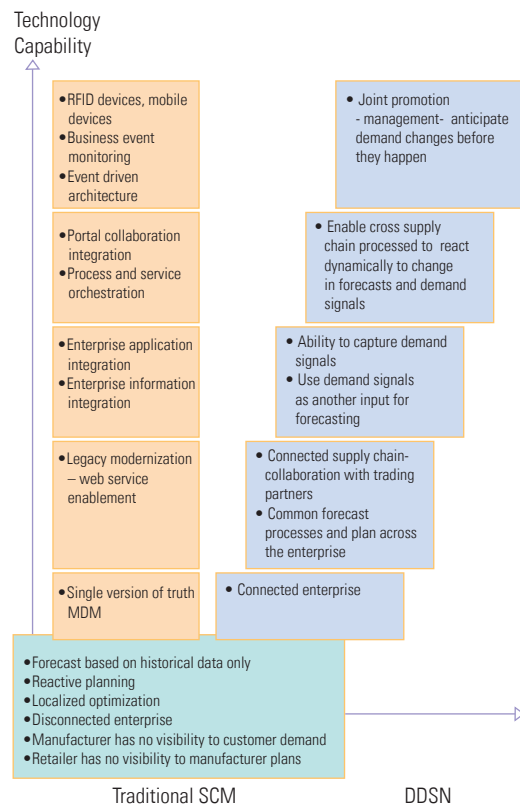 Technology
Capability
•RFID devices, mobile
devices
•Business event
monitoring
•Event driven
architecture
• Joint promotion
- management- anticipate
demand changes before
they happen
•Portal collaboration
integration
•Process and service
orchestration
• Enable cross supply
chain processed to react
dynamically to change
in forecasts and demand
signals
•Enterprise application
integration
•Enterprise information
integration
• Ability to capture demand
signals
• Use demand signals
as another input for
forecasting
•Legacy modernization
– web service
enablement
• Connected supply chain-
collaboration with trading
partners
• Common forecast
processes and plan across
the enterprise
•Single version of truth
MDM
• Connected enterprise
•Forecast based on historical data only
•Reactive planning
•Localized optimization
•Disconnected enterprise
•Manufacturer has no visibility to customer demand
•Retailer has no visibility to manufacturer plans
Traditional SCM
DDSN